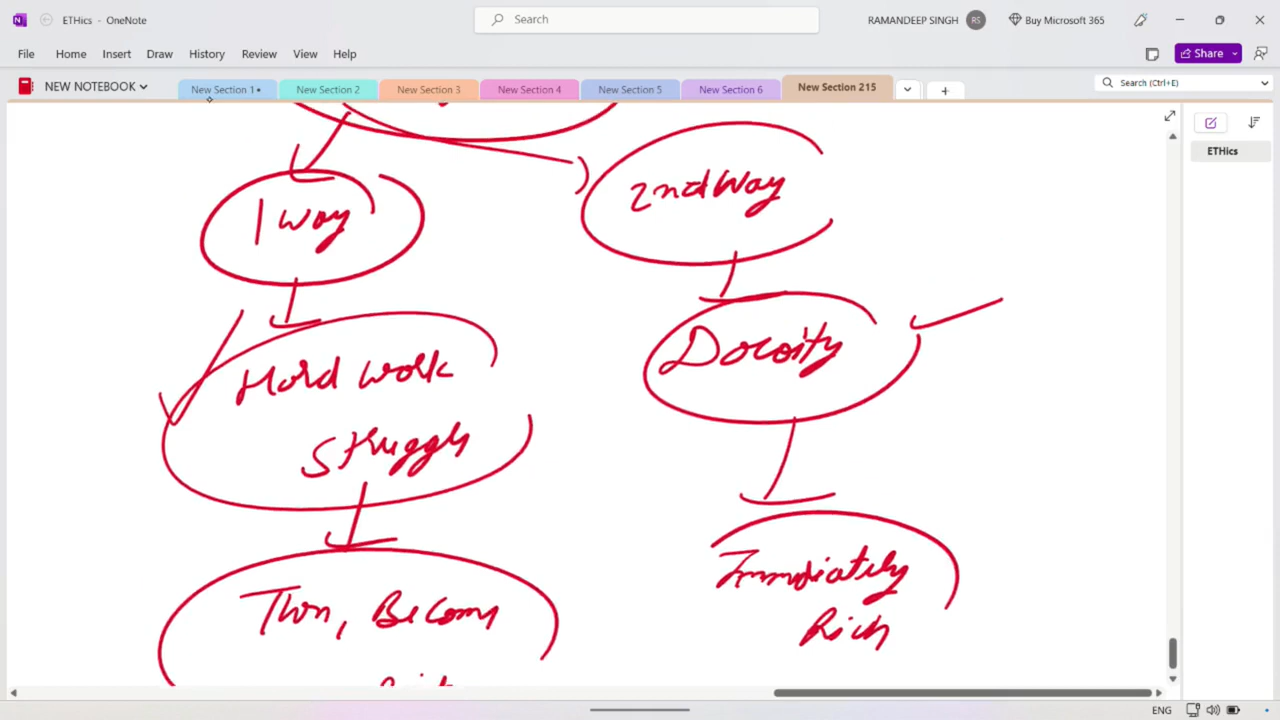 ETHics - OneNote
Search
RAMANDEEP SINGH
RS
Buy Microsoft 365
File Home Insert Draw History Review View Help
Share
NEW NOTEBOOK
New Section 1
New Section 2
New Section 3
New Section 4
New Section 5
New Section 6
New Section 215
+
Search (Ctrl+E)
ETHics
1 way
2nd Way
Hard work
struggle
Dacoity
Then, Become
Immediately
Rich
ENG